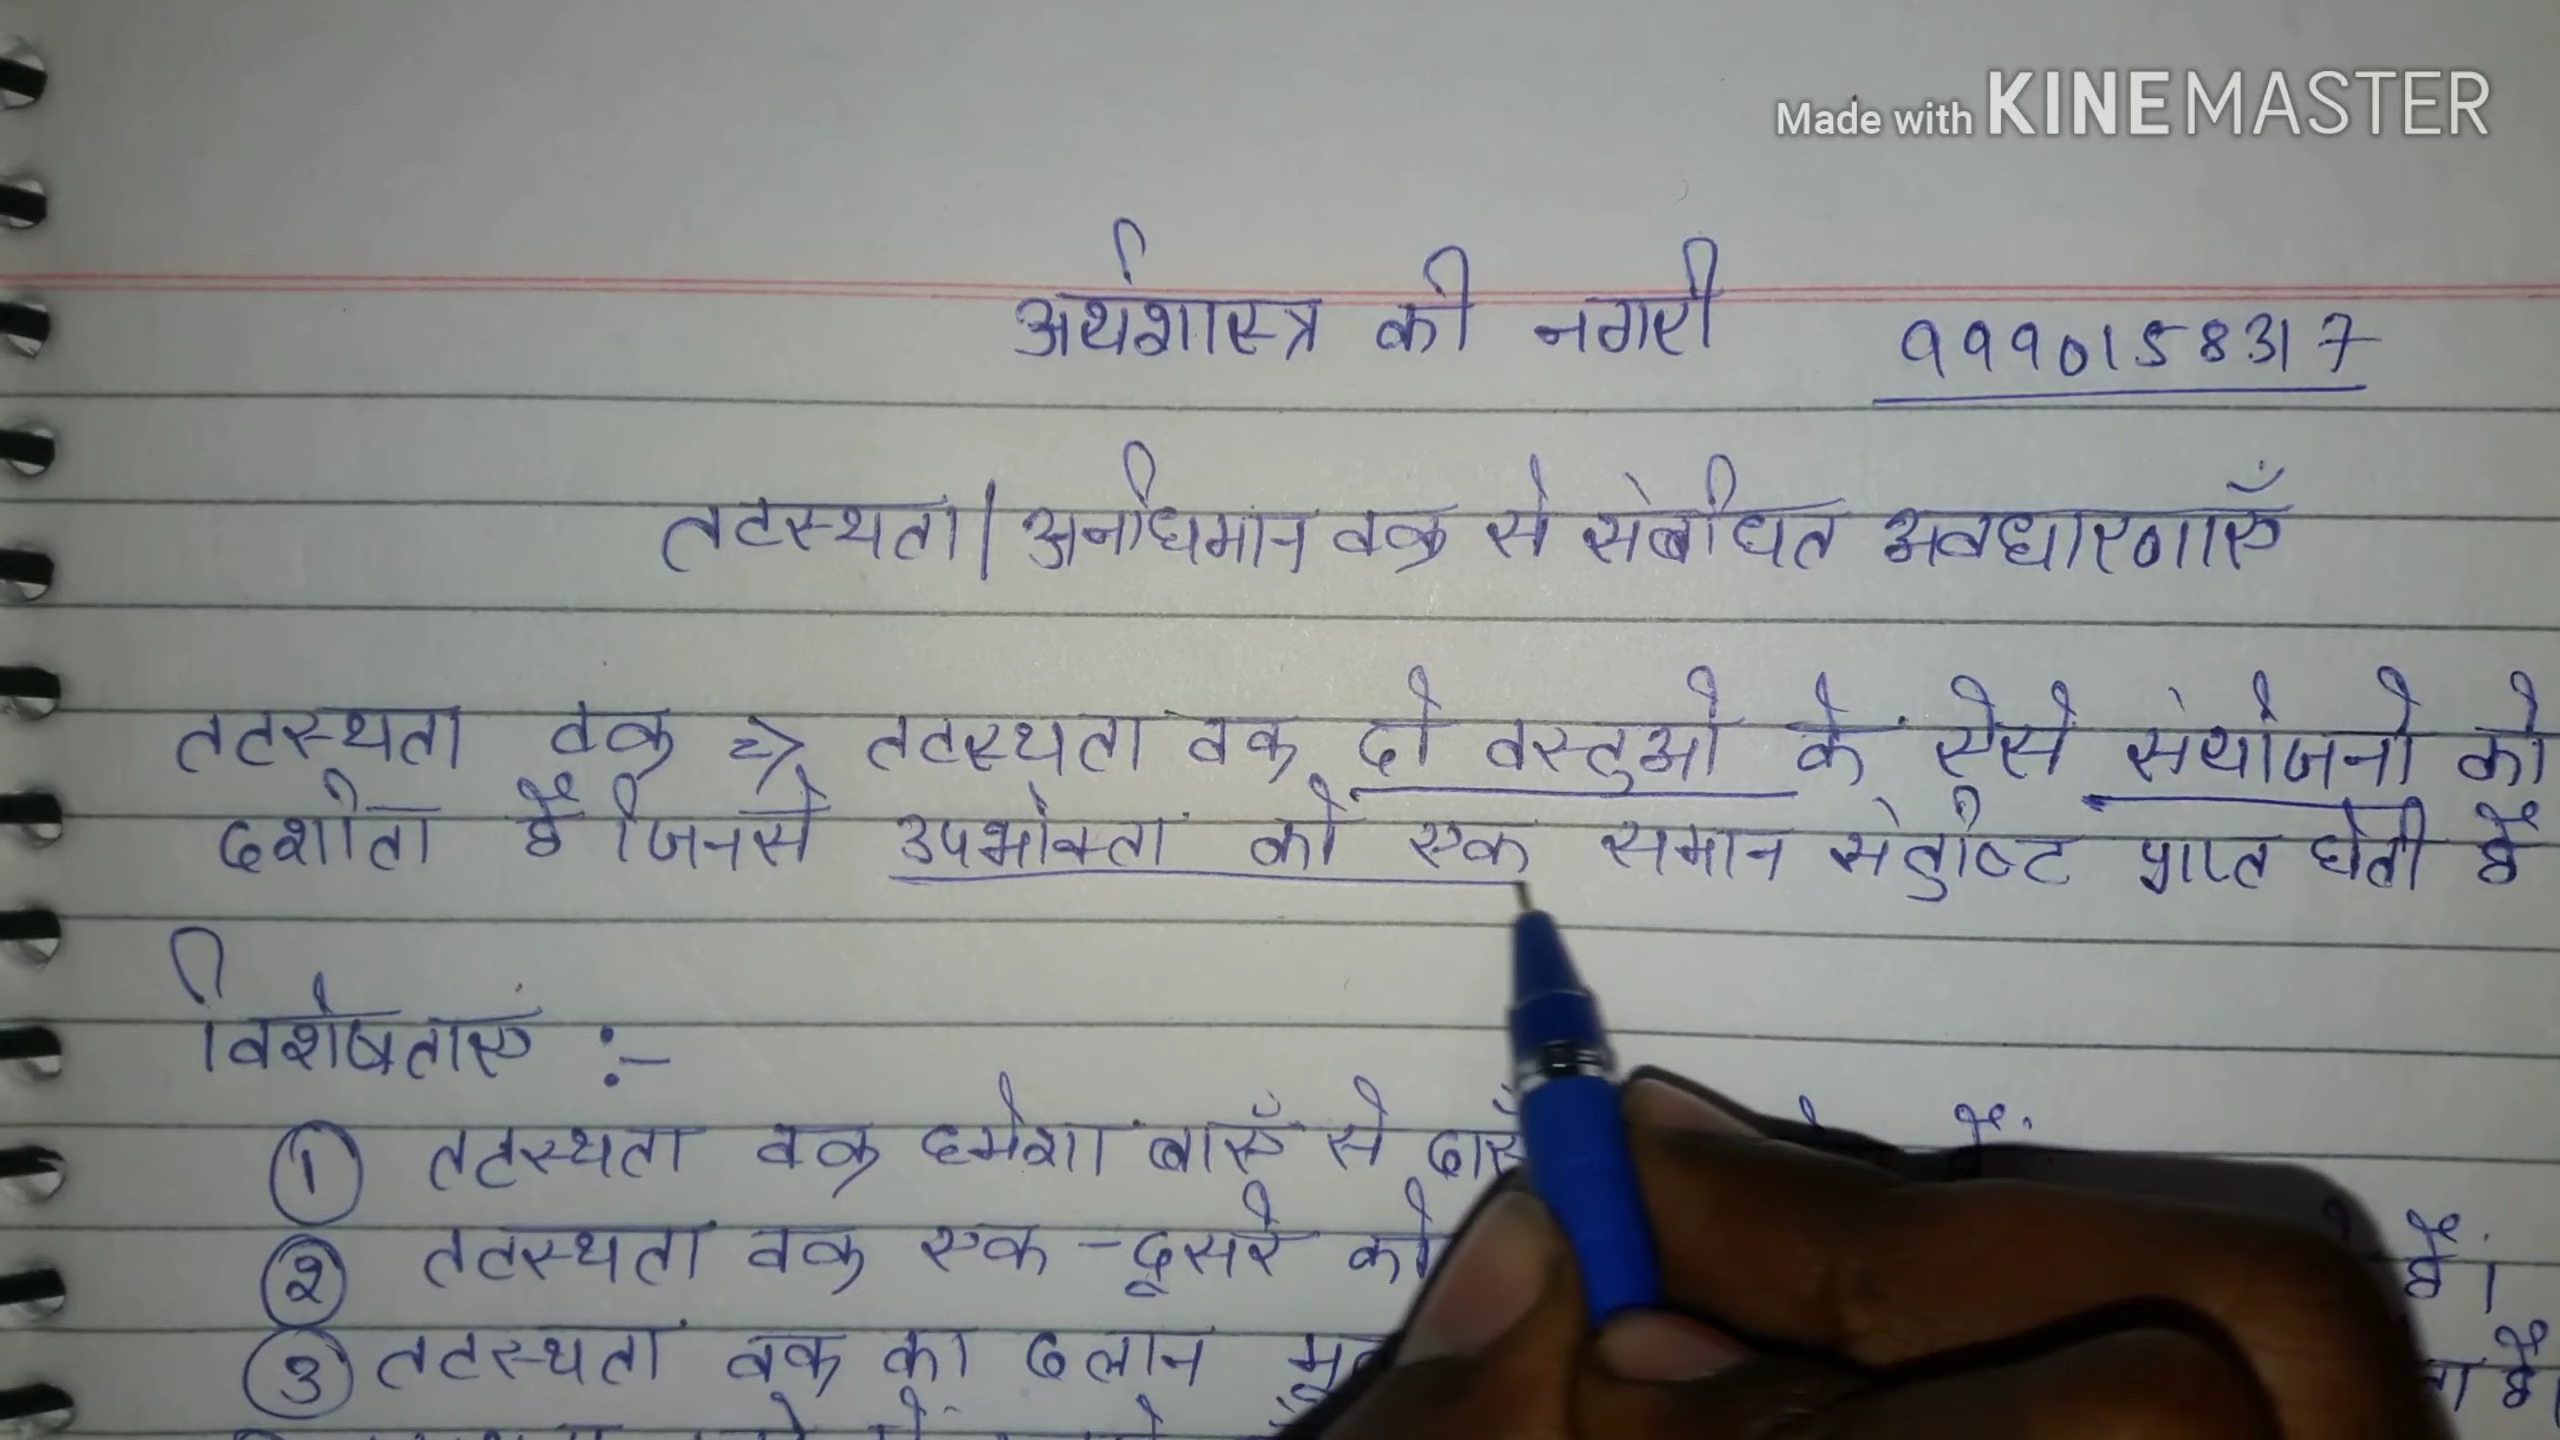 Made with KINEMASTER
अर्थशास्त्र की नगरी 9990158317
तटस्थता | अनधिमान वक्र से संबंधित अवधारणाएँ
तटस्थता वक्र => तटस्थता वक्र दो वस्तुओ के ऐसे संयोजनो को
दर्शाता है जिनसे उपभोक्ता को एक समान संतुष्टि प्राप्त होती है
विशेषताए :-
① तटस्थता वक्र हमेशा बाएँ से
② तटस्थता वक्र एक-दूसरे को है।
③ तटस्थता वक्र का ढलान है।